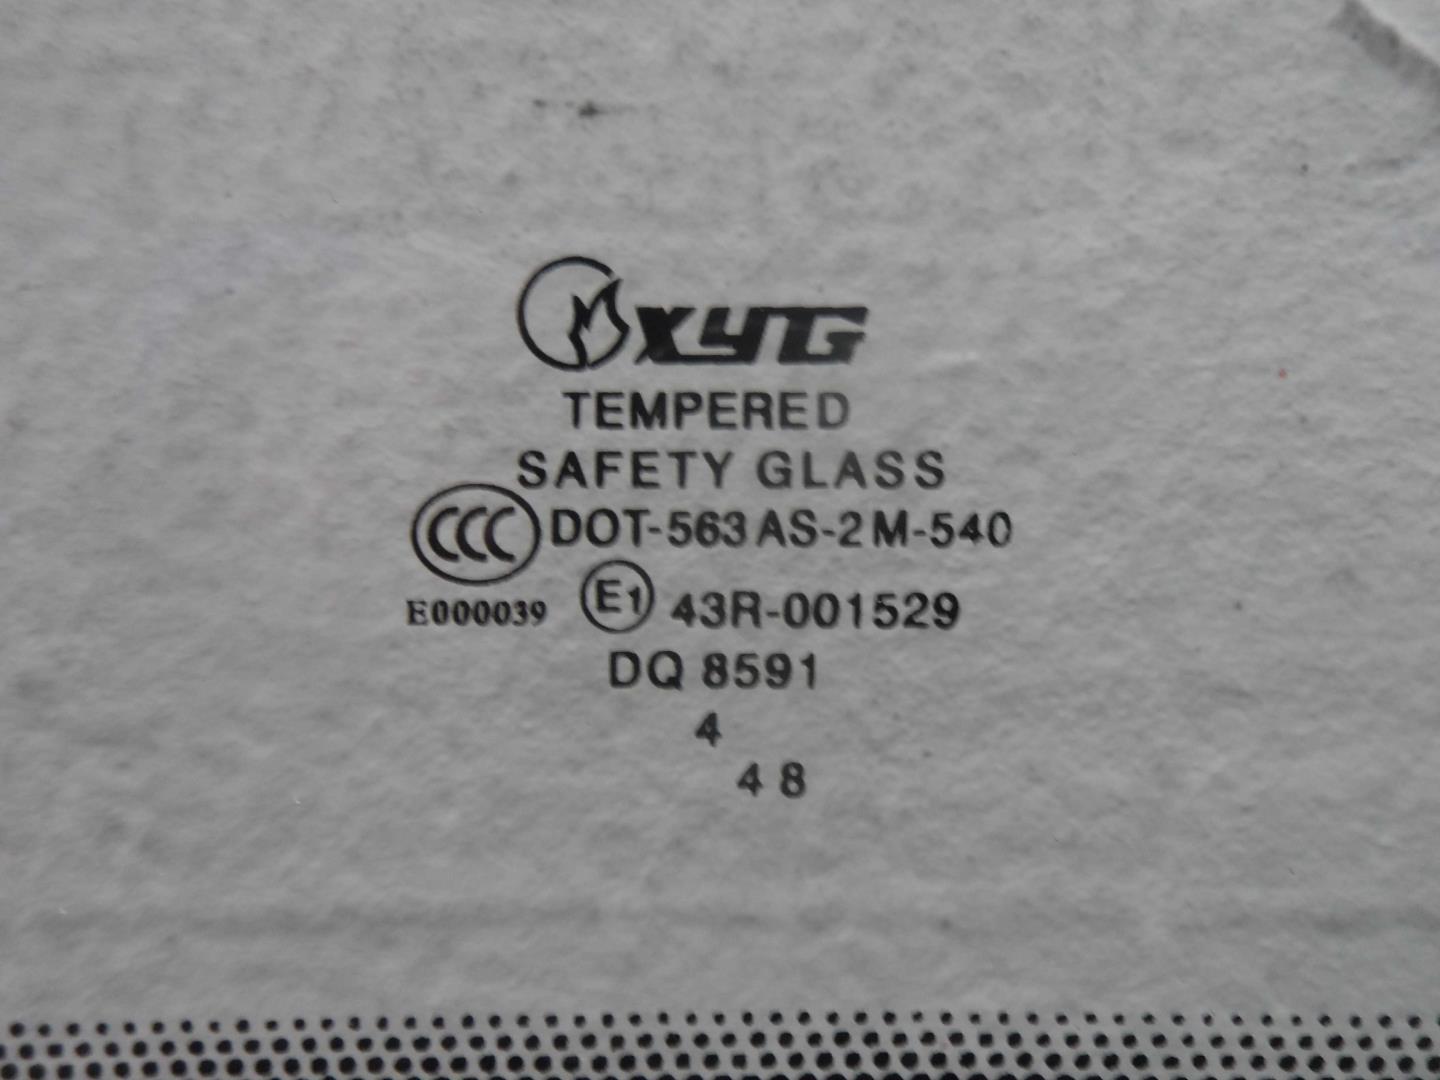 XYG
TEMPERED
SAFETY GLASS
CCC DOT-563 AS-2 M-540
E000039 E1 43R-001529
DQ 8591
4
4 8